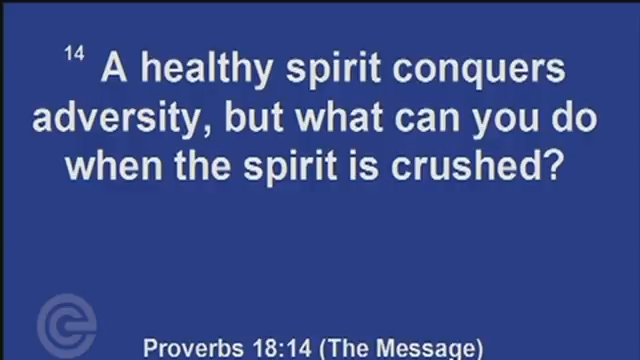 14 A healthy spirit conquers
adversity, but what can you do
when the spirit is crushed?
Proverbs 18:14 (The Message)